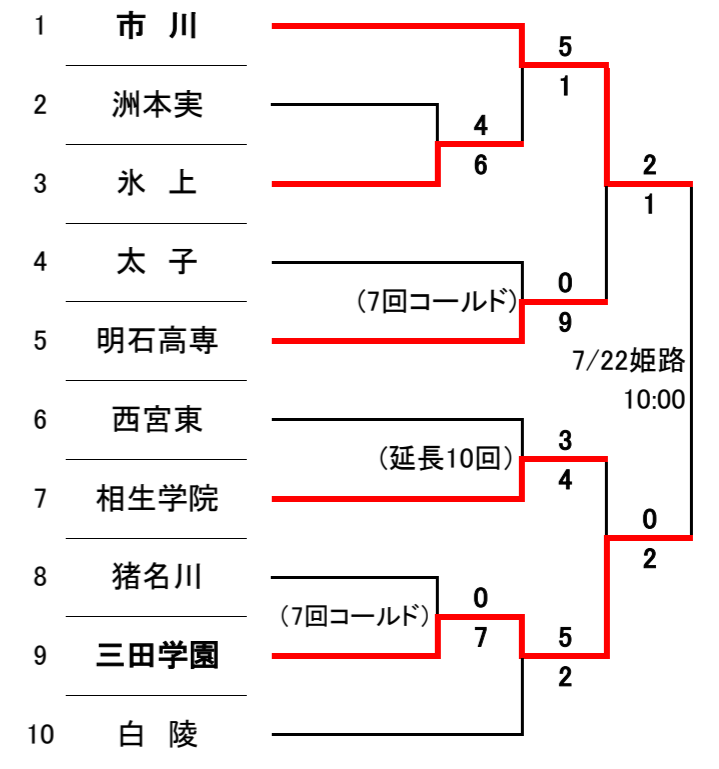 1 市 川
5
1
2 洲本実
4
6
3 氷 上
2
1
4 太 子
(7回コールド)
0
9
5 明石高専
7/22姫路
10:00
6 西宮東
(延長10回)
3
4
7 相生学院
0
2
8 猪名川
(7回コールド)
0
7
9 三田学園
5
2
10 白 陵